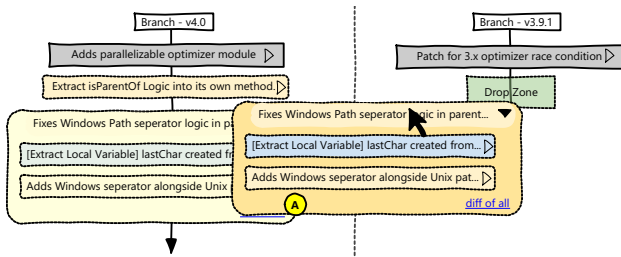 Branch - v4.0
Adds parallelizable optimizer module
Extract isParentOf Logic into its own method.
Fixes Windows Path seperator logic in pa
[Extract Local Variable] lastChar created fr
Adds Windows seperator alongside Unix
Branch - v3.9.1
Patch for 3.x optimizer race condition
Drop Zone
Fixes Windows Path seperator logic in parent...
[Extract Local Variable] lastChar created from...
Adds Windows seperator alongside Unix pat...
diff of all
A